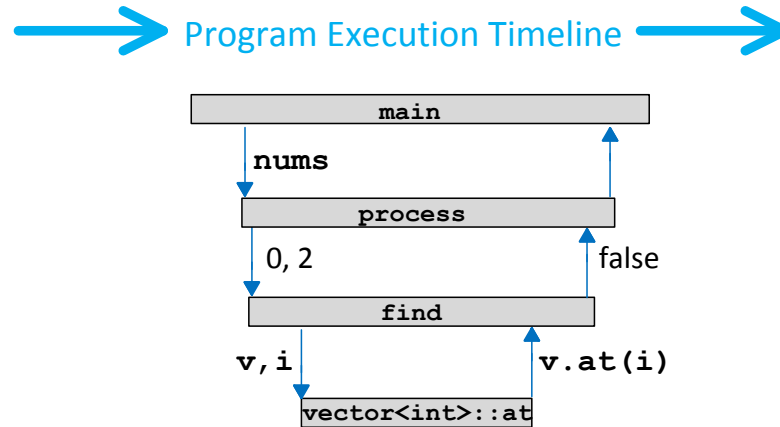 Program Execution Timeline
main
nums
process
0, 2
false
find
v,i
v.at(i)
vector<int>::at